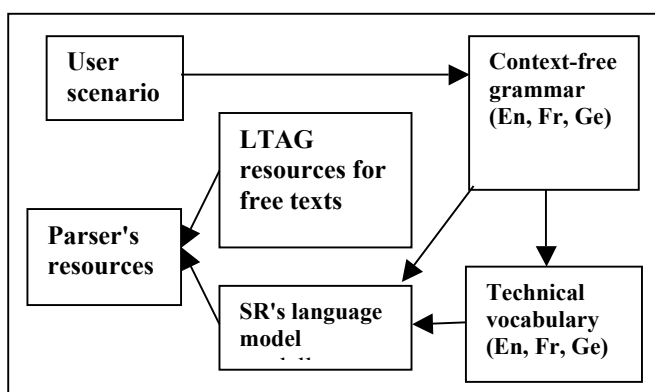 User
scenario
Context-free
grammar
(En, Fr, Ge)
LTAG
resources for
free texts
Parser's
resources
SR's language
model
Technical
vocabulary
(En, Fr, Ge)